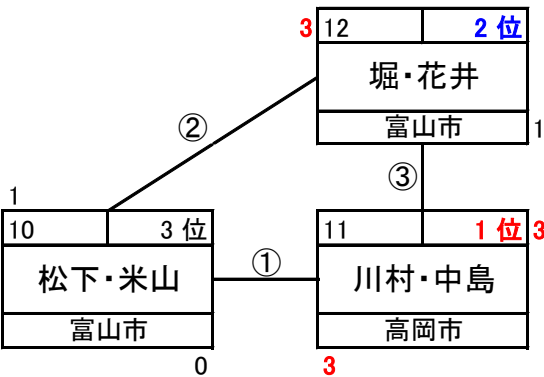 3 12 2 位
堀・花井
富山市 1
②
③
1
10 3 位
松下・米山
富山市
0
①
11 1 位 3
川村・中島
高岡市
3